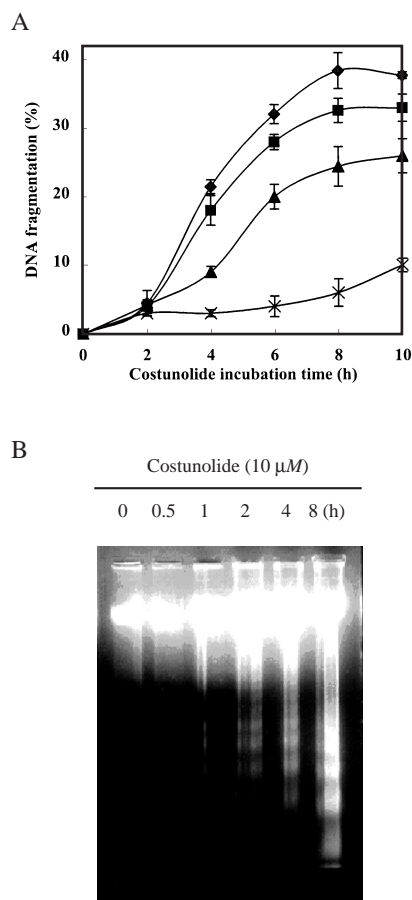 A
40
30
20
10
0
DNA fragmentation (%)
0 2 4 6 8 10
Costunolide incubation time (h)
B
Costunolide (10 μM)
0 0.5 1 2 4 8 (h)